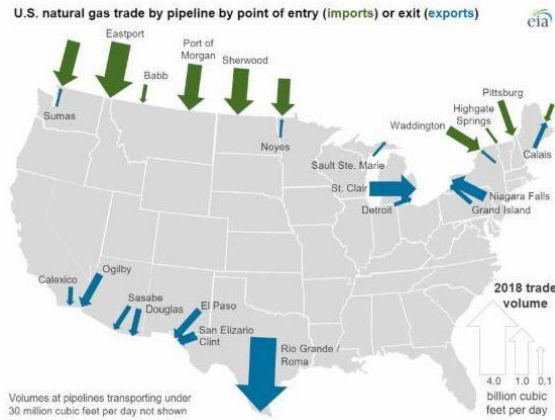 U.S. natural gas trade by pipeline by point of entry (imports) or exit (exports)
eia
Eastport
Port of
Morgan
Sherwood
Babb
Sumas
Noyes
Pittsburg
Highgate
Springs
Waddington
Sault Ste. Marie
Calais
St. Clair
Detroit
Niagara Falls
Grand Island
Calexico
Ogilby
Sasabe
Douglas
El Paso
San Elizario
Clint
Rio Grande /
Roma
2018 trade
volume
4.0 1.0 0.1
billion cubic
feet per day
Volumes at pipelines transporting under
30 million cubic feet per day not shown